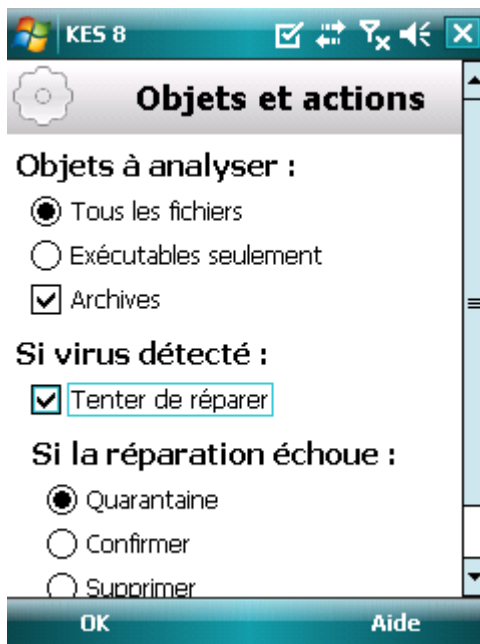 KES 8
Objets et actions
Objets à analyser :
Tous les fichiers
Exécutables seulement
Archives
Si virus détecté :
Tenter de réparer
Si la réparation échoue :
Quarantaine
Confirmer
Supprimer
OK
Aide